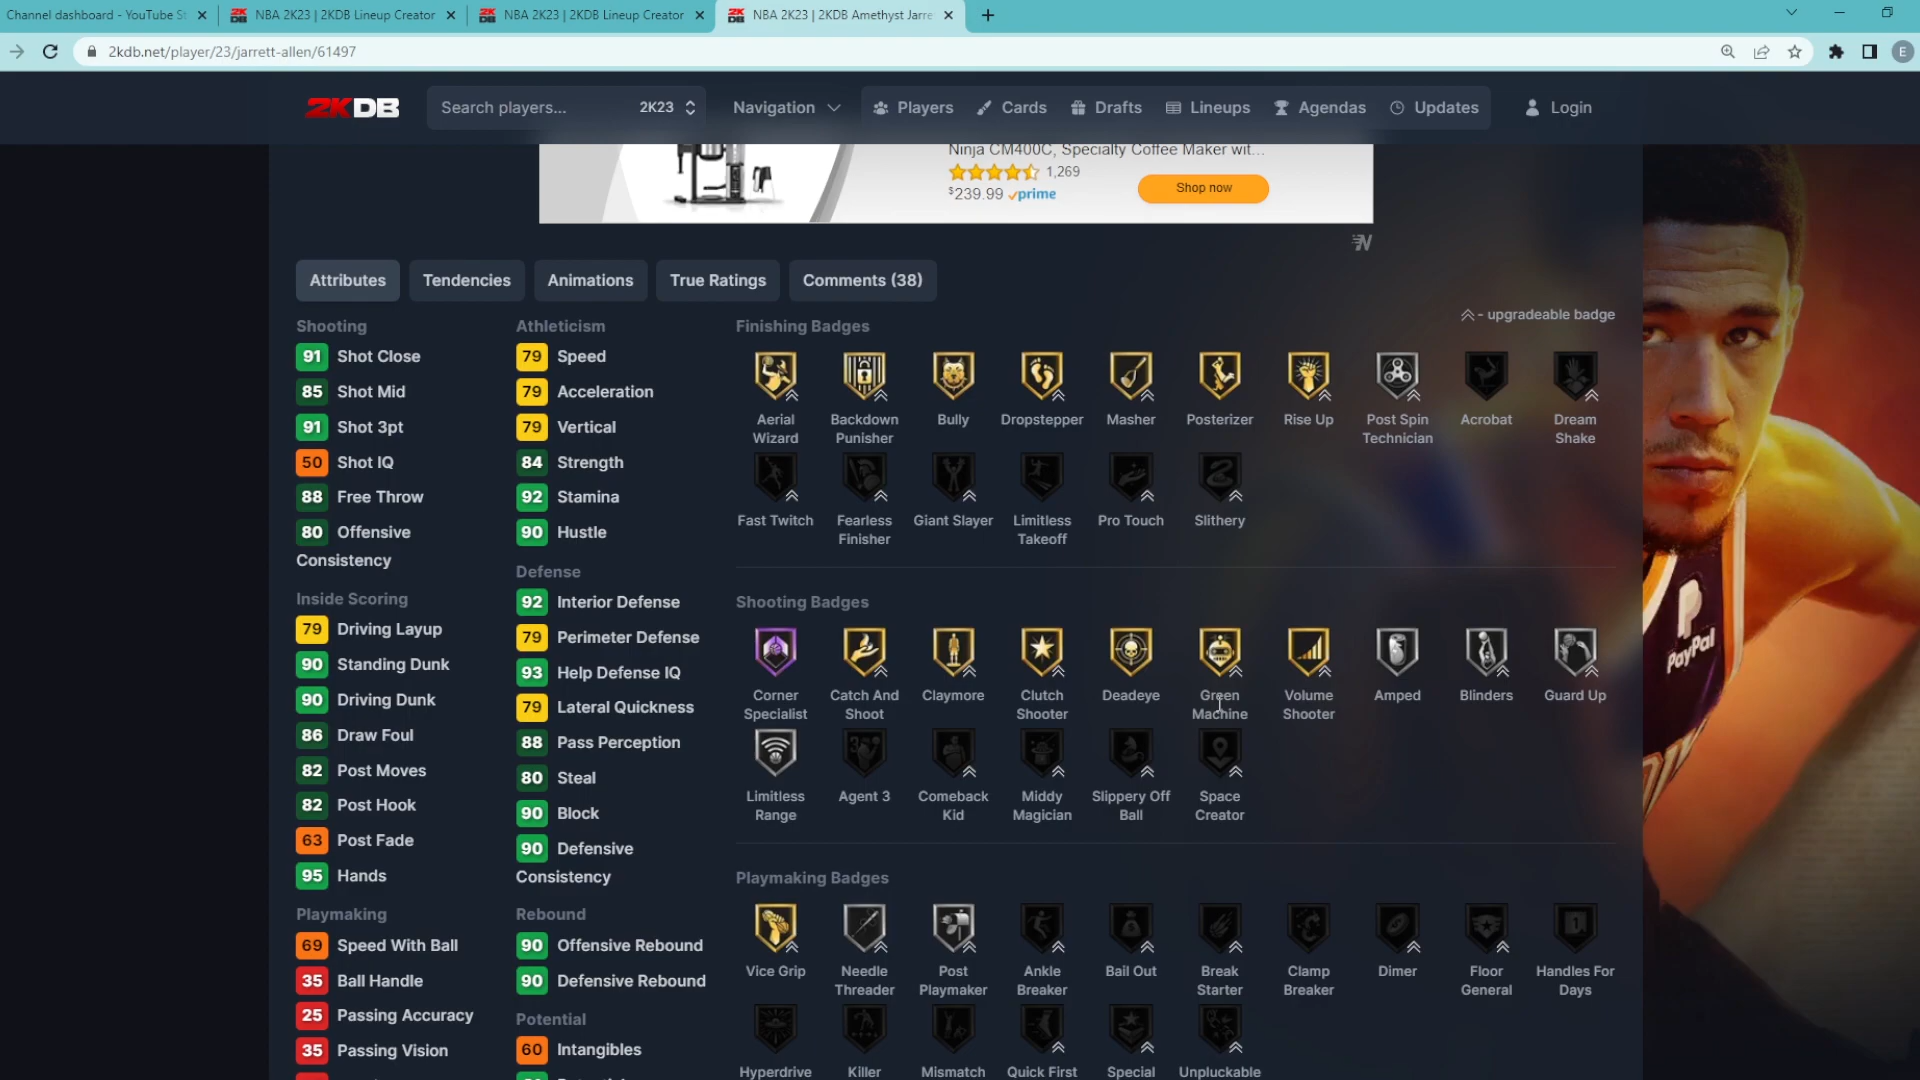 Channel dashboard - YouTube St
NBA 2K23 | 2KDB Lineup Creator
NBA 2K23 | 2KDB Lineup Creator
NBA 2K23 | 2KDB Amethyst Jarre
2kdb.net/player/23/jarrett-allen/61497
E
2KDB
Search players...
2K23
Navigation
Players
Cards
Drafts
Lineups
Agendas
Updates
Login
Ninja CM400C, Specialty Coffee Maker wit...
1,269
$239.99 prime
Shop now
Attributes
Tendencies
Animations
True Ratings
Comments (38)
- upgradeable badge
Shooting
91 Shot Close
85 Shot Mid
91 Shot 3pt
50 Shot IQ
88 Free Throw
80 Offensive
Consistency
Inside Scoring
79 Driving Layup
90 Standing Dunk
90 Driving Dunk
86 Draw Foul
82 Post Moves
82 Post Hook
63 Post Fade
95 Hands
Playmaking
69 Speed With Ball
35 Ball Handle
25 Passing Accuracy
35 Passing Vision
Athleticism
79 Speed
79 Acceleration
79 Vertical
84 Strength
92 Stamina
90 Hustle
Defense
92 Interior Defense
79 Perimeter Defense
93 Help Defense IQ
79 Lateral Quickness
88 Pass Perception
80 Steal
90 Block
90 Defensive
Consistency
Rebound
90 Offensive Rebound
90 Defensive Rebound
Potential
60 Intangibles
Finishing Badges
Aerial
Wizard
Backdown
Punisher
Bully
Dropstepper
Masher
Posterizer
Rise Up
Post Spin
Technician
Acrobat
Dream
Shake
Fast Twitch
Fearless
Finisher
Giant Slayer
Limitless
Takeoff
Pro Touch
Slithery
Shooting Badges
Corner
Specialist
Catch And
Shoot
Claymore
Clutch
Shooter
Deadeye
Green
Machine
Volume
Shooter
Amped
Blinders
Guard Up
Limitless
Range
Agent 3
Comeback
Kid
Middy
Magician
Slippery Off
Ball
Space
Creator
Playmaking Badges
Vice Grip
Needle
Threader
Post
Playmaker
Ankle
Breaker
Bail Out
Break
Starter
Clamp
Breaker
Dimer
Floor
General
Handles For
Days
Hyperdrive
Killer
Mismatch
Quick First
Special
Unpluckable
PayPal